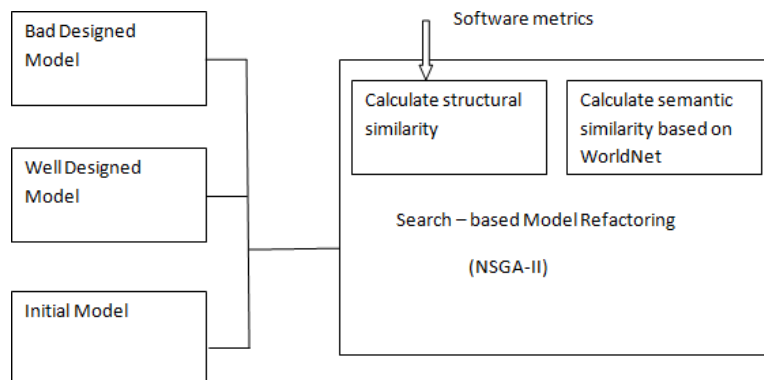 Bad Designed
Model
Well Designed
Model
Initial Model
Software metrics
Calculate structural
similarity
Calculate semantic
similarity based on
WorldNet
Search – based Model Refactoring
(NSGA-II)